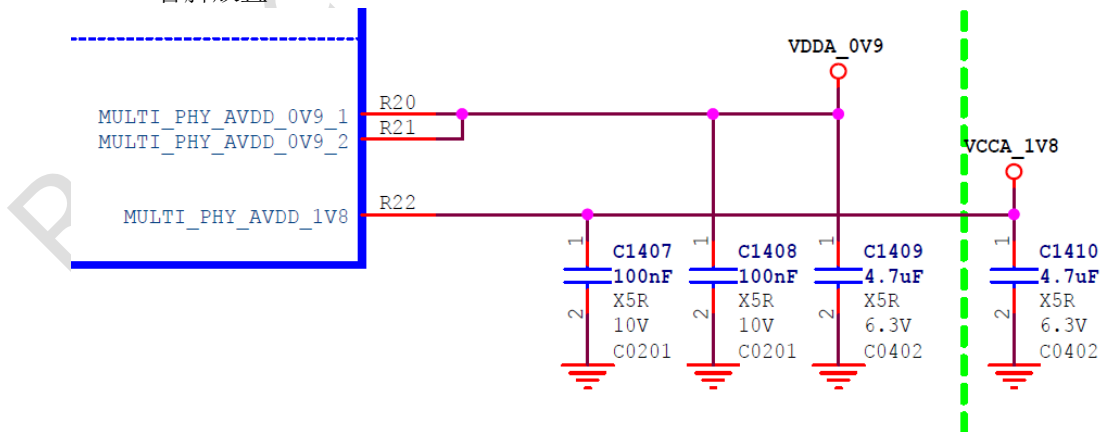 VDDA_0V9
MULTI_PHY_AVDD_0V9_1 R20
MULTI_PHY_AVDD_0V9_2 R21
VCCA_1V8
MULTI_PHY_AVDD_1V8 R22
1 C1407 1 C1408 1 C1409 1 C1410
100nF 100nF 4.7uF 4.7uF
X5R X5R X5R X5R
2 10V 2 10V 2 6.3V 2 6.3V
C0201 C0201 C0402 C0402